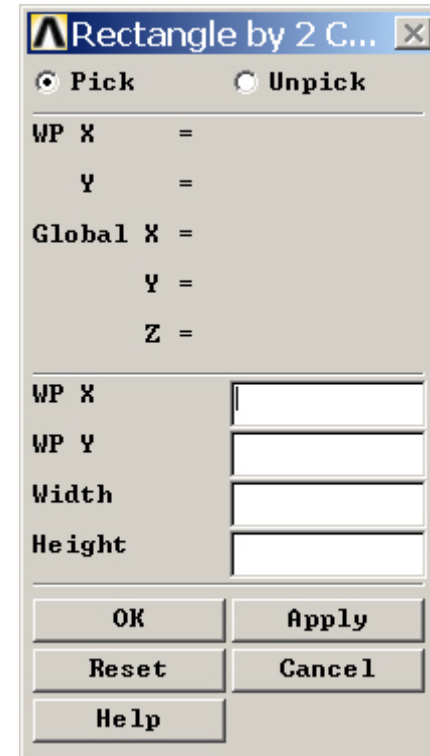 Rectangle by 2 C...
Pick Unpick
WP X =
Y =
Global X =
Y =
Z =
WP X
WP Y
Width
Height
OK Apply
Reset Cancel
Help